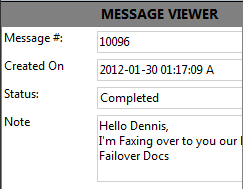 MESSAGE VIEWER
Message #: 10096
Created On 2012-01-30 01:17:09 A
Status: Completed
Note Hello Dennis,
I'm Faxing over to you our
Failover Docs